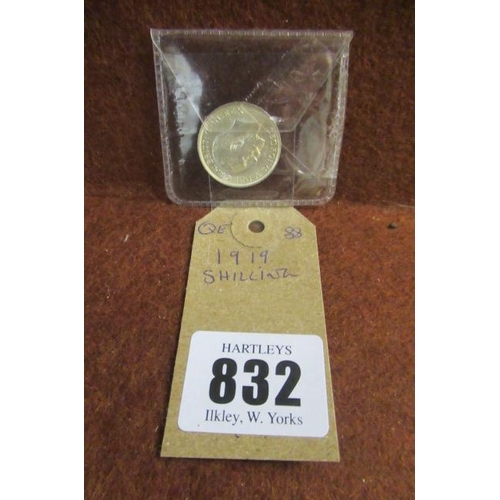 QE 88
1919
SHILLING
HARTLEYS
832
Ilkley, W. Yorks